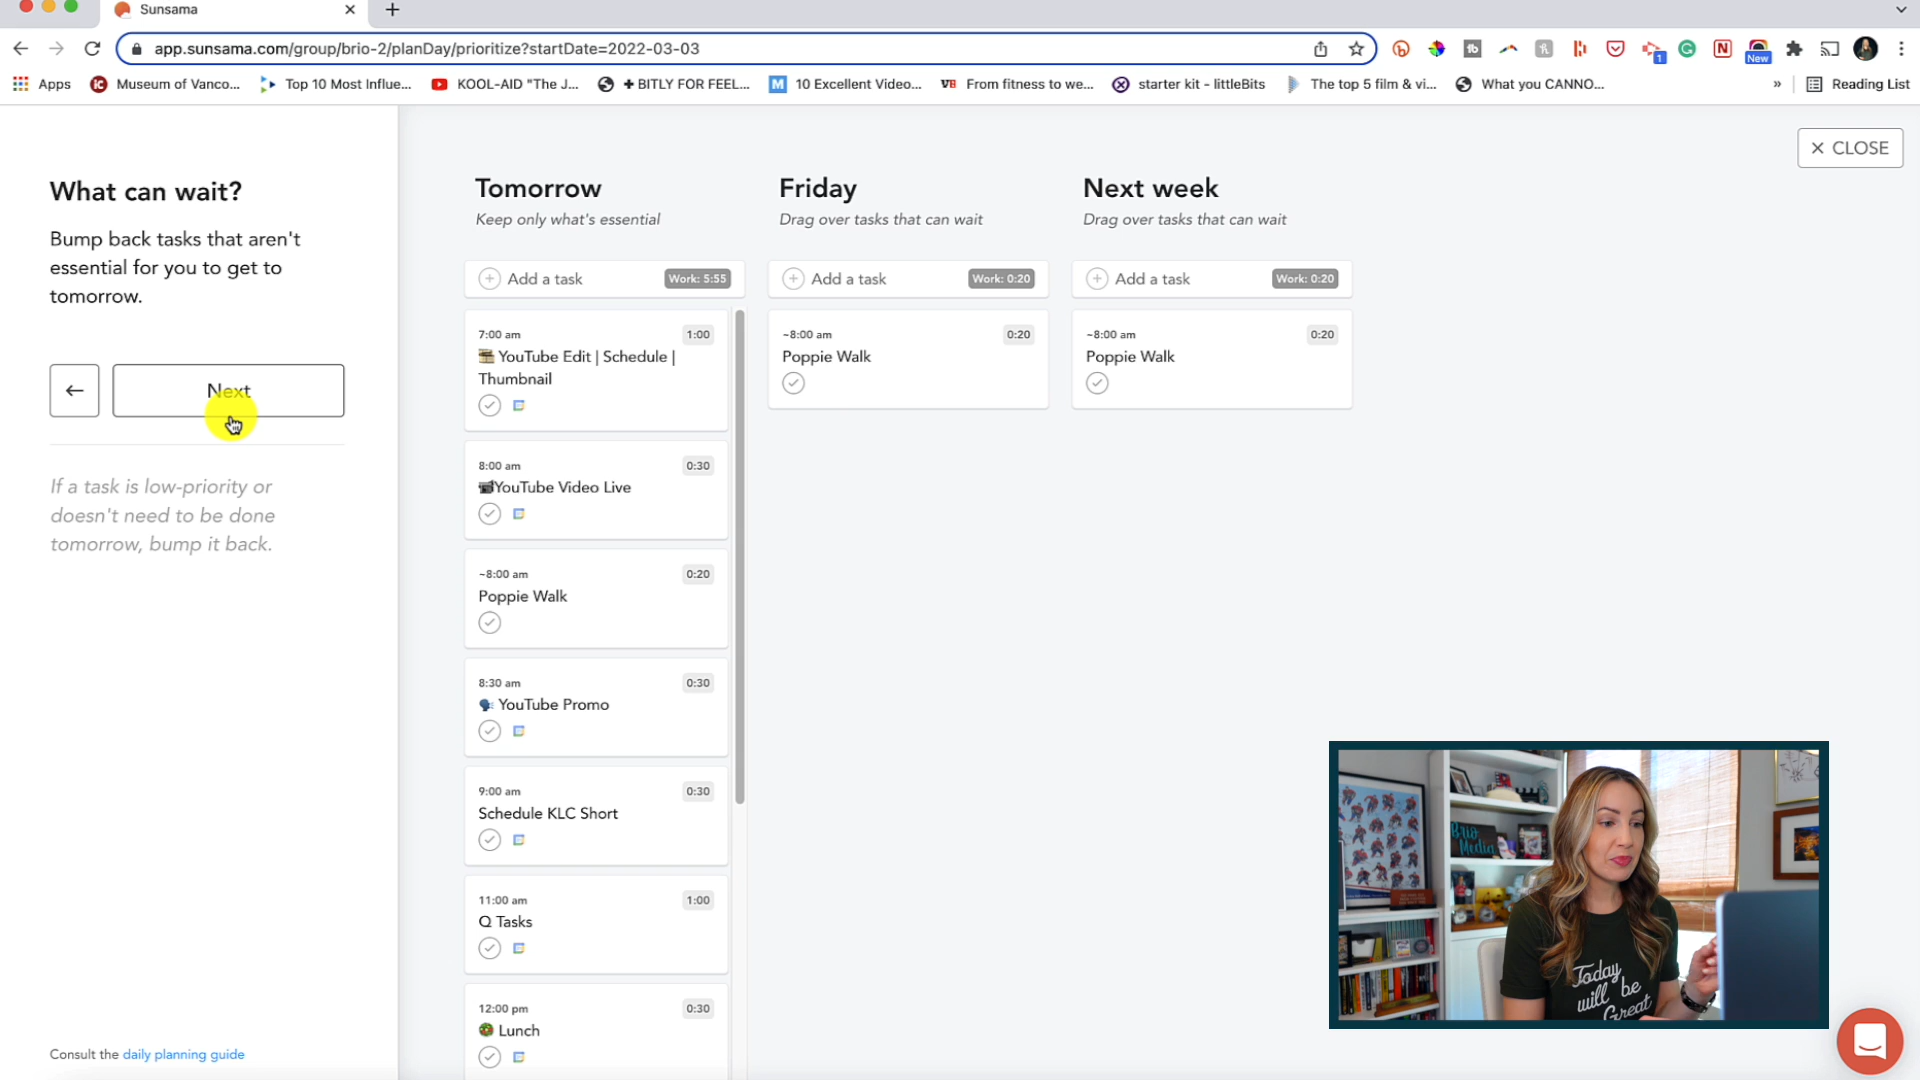 Sunsama
app.sunsama.com/group/brio-2/planDay/prioritize?startDate=2022-03-03
1
New
Apps
Museum of Vanco...
Top 10 Most Influe...
KOOL-AID "The J...
+ BITLY FOR FEEL...
10 Excellent Video...
From fitness to we...
starter kit - littleBits
The top 5 film & vi...
What you CANNO...
»
Reading List
CLOSE
What can wait?
Bump back tasks that aren't
essential for you to get to
tomorrow.
Next
If a task is low-priority or
doesn't need to be done
tomorrow, bump it back.
Consult the daily planning guide
Tomorrow
Keep only what's essential
Add a task
Work: 5:55
7:00 am
1:00
YouTube Edit | Schedule |
Thumbnail
8:00 am
0:30
YouTube Video Live
~8:00 am
0:20
Poppie Walk
8:30 am
0:30
YouTube Promo
9:00 am
0:30
Schedule KLC Short
11:00 am
1:00
Q Tasks
12:00 pm
0:30
Lunch
Friday
Drag over tasks that can wait
Add a task
Work: 0:20
~8:00 am
0:20
Poppie Walk
Next week
Drag over tasks that can wait
Add a task
Work: 0:20
~8:00 am
0:20
Poppie Walk
Brio
Media
Today
will be
Great